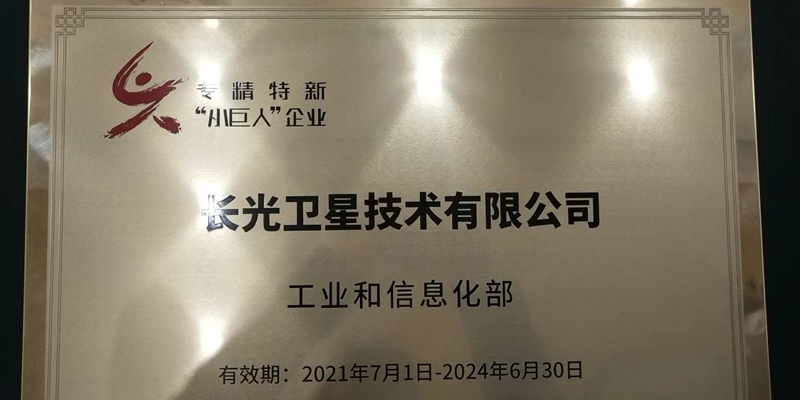 专精特新
“小巨人”企业
长光卫星技术有限公司
工业和信息化部
有效期：2021年7月1日-2024年6月30日